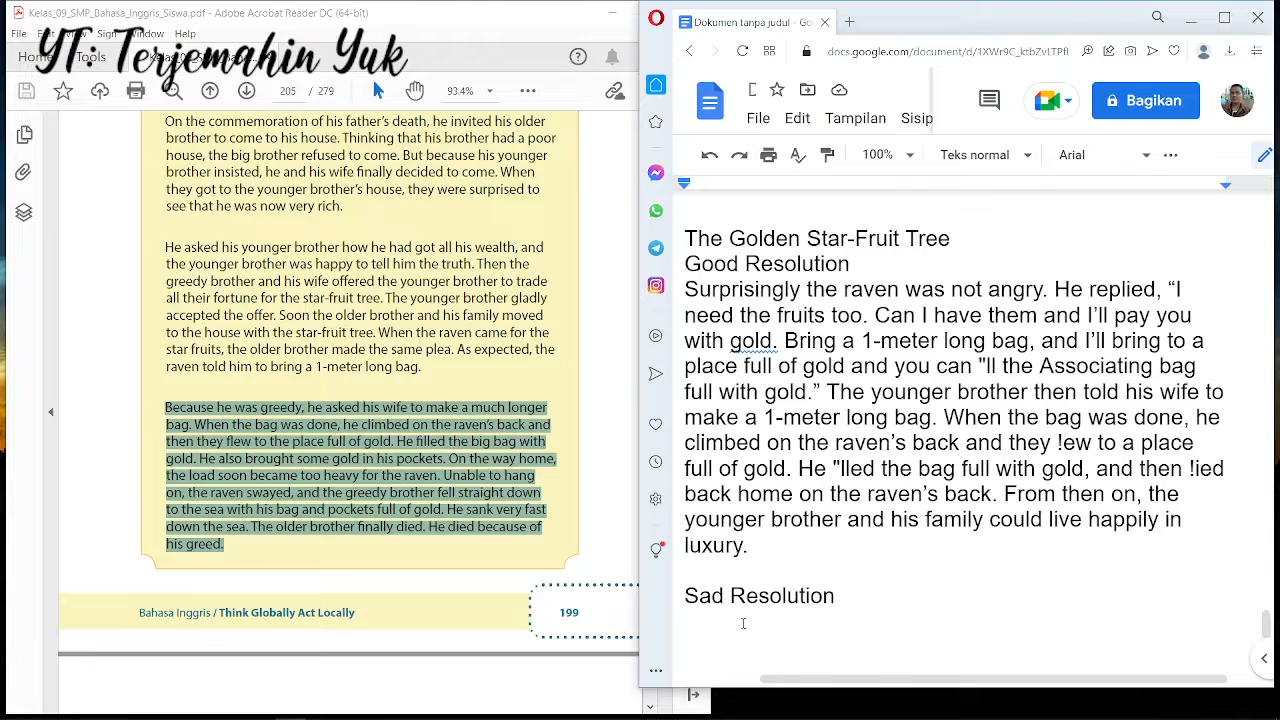 Kelas_09_SMP_Bahasa_Inggris_Siswa.pdf - Adobe Acrobat Reader DC (64-bit)
File
Sign Window Help
YT: Terjemahin Yuk
Home Tools
205 / 279
93.4%
On the commemoration of his father's death, he invited his older
brother to come to his house. Thinking that his brother had a poor
house, the big brother refused to come. But because his younger
brother insisted, he and his wife finally decided to come. When
they got to the younger brother's house, they were surprised to
see that he was now very rich.
He asked his younger brother how he had got all his wealth, and
the younger brother was happy to tell him the truth. Then the
greedy brother and his wife offered the younger brother to trade
all their fortune for the star-fruit tree. The younger brother gladly
accepted the offer. Soon the older brother and his family moved
to the house with the star-fruit tree. When the raven came for the
star fruits, the older brother made the same plea. As expected, the
raven told him to bring a 1-meter long bag.
Because he was greedy, he asked his wife to make a much longer
bag. When the bag was done, he climbed on the raven's back and
then they flew to the place full of gold. He filled the big bag with
gold. He also brought some gold in his pockets. On the way home,
the load soon became too heavy for the raven. Unable to hang
on, the raven swayed, and the greedy brother fell straight down
to the sea with his bag and pockets full of gold. He sank very fast
down the sea. The older brother finally died. He died because of
his greed.
Bahasa Inggris / Think Globally Act Locally
199
Dokumen tanpa judul - Go
docs.google.com/document/d/1XWr9C_ktbZvLTPfl
Bagikan
File Edit Tampilan Sisip
100% Teks normal Arial
The Golden Star-Fruit Tree
Good Resolution
Surprisingly the raven was not angry. He replied, “I
need the fruits too. Can I have them and I’ll pay you
with gold. Bring a 1-meter long bag, and I’ll bring to a
place full of gold and you can "ll the Associating bag
full with gold.” The younger brother then told his wife to
make a 1-meter long bag. When the bag was done, he
climbed on the raven’s back and they !ew to a place
full of gold. He "lled the bag full with gold, and then !ied
back home on the raven’s back. From then on, the
younger brother and his family could live happily in
luxury.
Sad Resolution